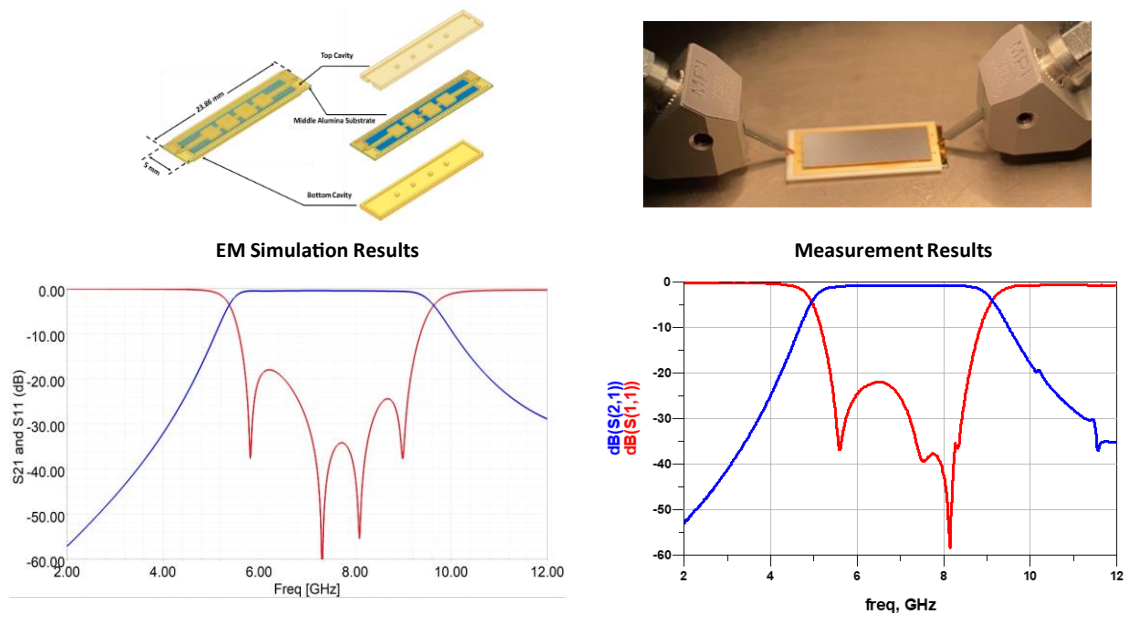 Top Cavity
23.86 mm
Middle Alumina Substrate
5 mm
Bottom Cavity
MPI
MPI
EM Simulation Results
Measurement Results
S21 and S11 (dB)
0.00
-10.00
-20.00
-30.00
-40.00
-50.00
-60.00
2.00 4.00 6.00 8.00 10.00 12.00
Freq [GHz]
dB(S(2,1))
dB(S(1,1))
0
-10
-20
-30
-40
-50
-60
2 4 6 8 10 12
freq, GHz